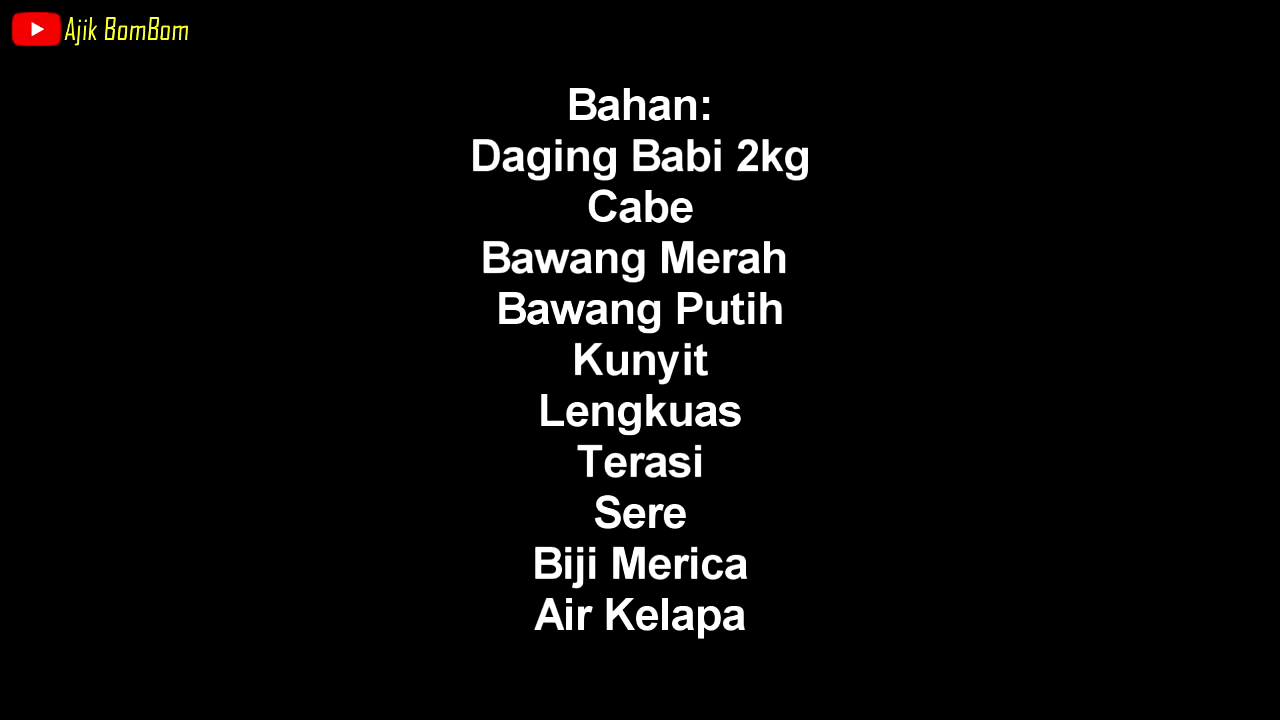 Ajik BomBom
Bahan:
Daging Babi 2kg
Cabe
Bawang Merah
Bawang Putih
Kunyit
Lengkuas
Terasi
Sere
Biji Merica
Air Kelapa